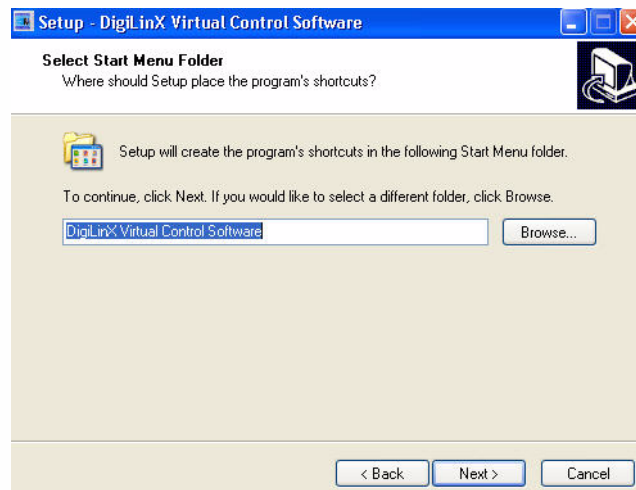 Setup - DigiLinX Virtual Control Software
Select Start Menu Folder
Where should Setup place the program's shortcuts?
Setup will create the program's shortcuts in the following Start Menu folder.
To continue, click Next. If you would like to select a different folder, click Browse.
DigiLinX Virtual Control Software
Browse...
< Back
Next >
Cancel